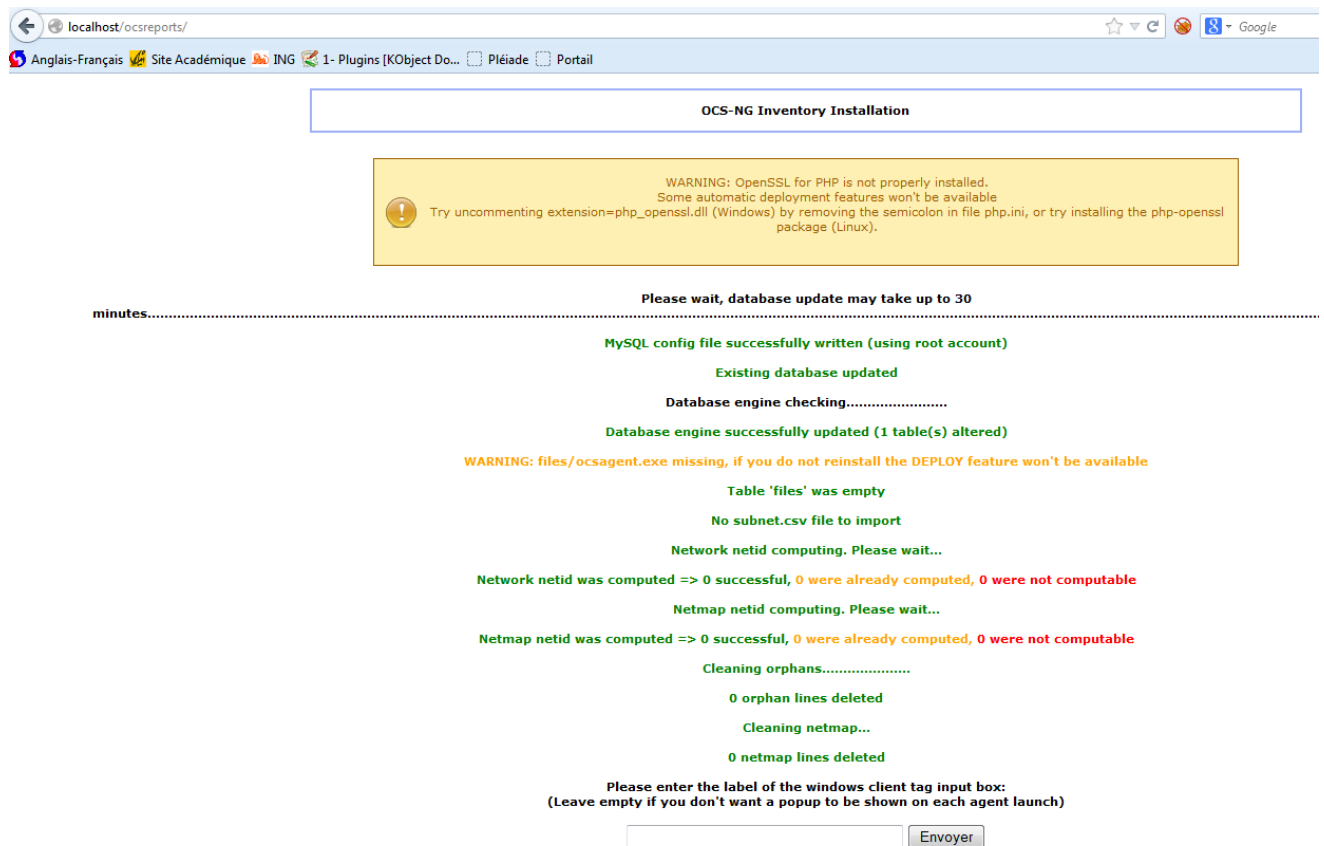 localhost/ocsreports/
Google
Anglais-Français Site Académique ING 1- Plugins [KObject Do... Pléiade Portail
OCS-NG Inventory Installation
WARNING: OpenSSL for PHP is not properly installed.
Some automatic deployment features won't be available
Try uncommenting extension=php_openssl.dll (Windows) by removing the semicolon in file php.ini, or try installing the php-openssl
package (Linux).
Please wait, database update may take up to 30
minutes....................................................................................................
MySQL config file successfully written (using root account)
Existing database updated
Database engine checking........................
Database engine successfully updated (1 table(s) altered)
WARNING: files/ocsagent.exe missing, if you do not reinstall the DEPLOY feature won't be available
Table 'files' was empty
No subnet.csv file to import
Network netid computing. Please wait...
Network netid was computed => 0 successful, 0 were already computed, 0 were not computable
Netmap netid computing. Please wait...
Netmap netid was computed => 0 successful, 0 were already computed, 0 were not computable
Cleaning orphans.....................
0 orphan lines deleted
Cleaning netmap...
0 netmap lines deleted
Please enter the label of the windows client tag input box:
(Leave empty if you don't want a popup to be shown on each agent launch)
Envoyer